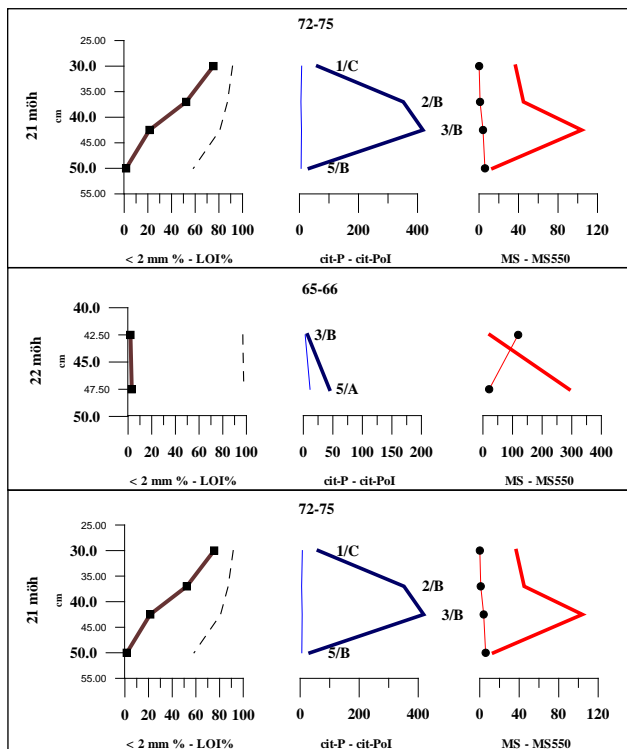 72-75
25.00
30.0
35.00
40.0
45.00
50.0
55.00
21 möh
cm
1/C
2/B
3/B
5/B
0 20 40 60 80 100
0 200 400
0 40 80 120
< 2 mm % - LOI%
cit-P - cit-PoI
MS - MS550
65-66
40.0
42.50
45.0
47.50
50.0
22 möh
cm
3/B
5/A
0 20 40 60 80 100
0 50 100 150 200
0 100 200 300 400
< 2 mm % - LOI%
cit-P - cit-PoI
MS - MS550
72-75
25.00
30.0
35.00
40.0
45.00
50.0
55.00
21 möh
cm
1/C
2/B
3/B
5/B
0 20 40 60 80 100
0 200 400
0 40 80 120
< 2 mm % - LOI%
cit-P - cit-PoI
MS - MS550